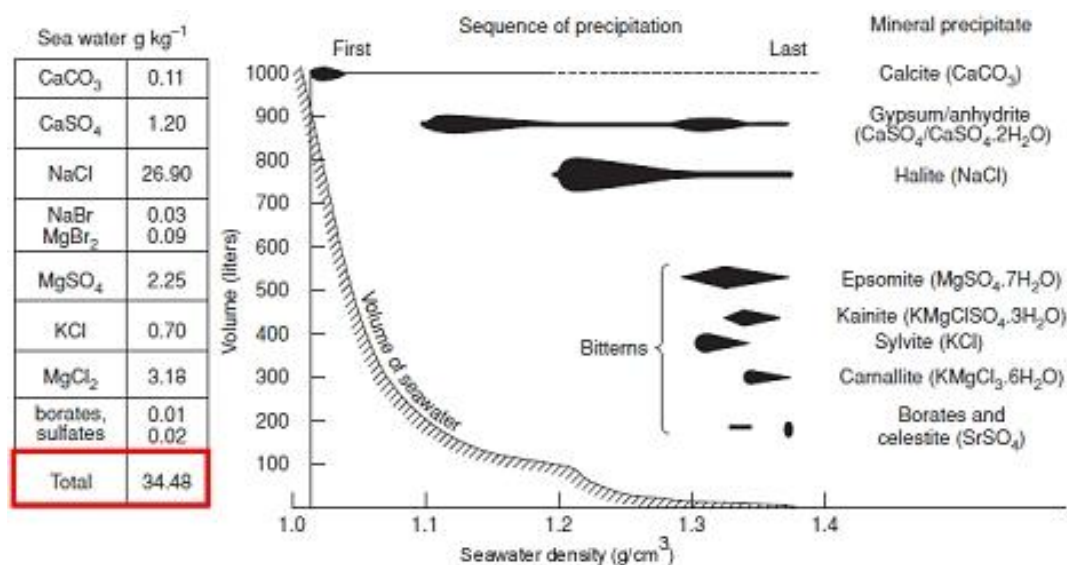 Sea water g kg⁻¹
CaCO₃ 0.11
CaSO₄ 1.20
NaCl 26.90
NaBr 0.03
MgBr₂ 0.09
MgSO₄ 2.25
KCl 0.70
MgCl₂ 3.18
borates, 0.01
sulfates 0.02
Total 34.48
Sequence of precipitation
First
Last
Mineral precipitate
Volume (liters)
1000
900
800
700
600
500
400
300
200
100
Volume of seawater
Bitterns
Calcite (CaCO₃)
Gypsum/anhydrite
(CaSO₄/CaSO₄.2H₂O)
Halite (NaCl)
Epsomite (MgSO₄.7H₂O)
Kainite (KMgClSO₄.3H₂O)
Sylvite (KCl)
Carnallite (KMgCl₃.6H₂O)
Borates and
celestite (SrSO₄)
1.0 1.1 1.2 1.3 1.4
Seawater density (g/cm³)